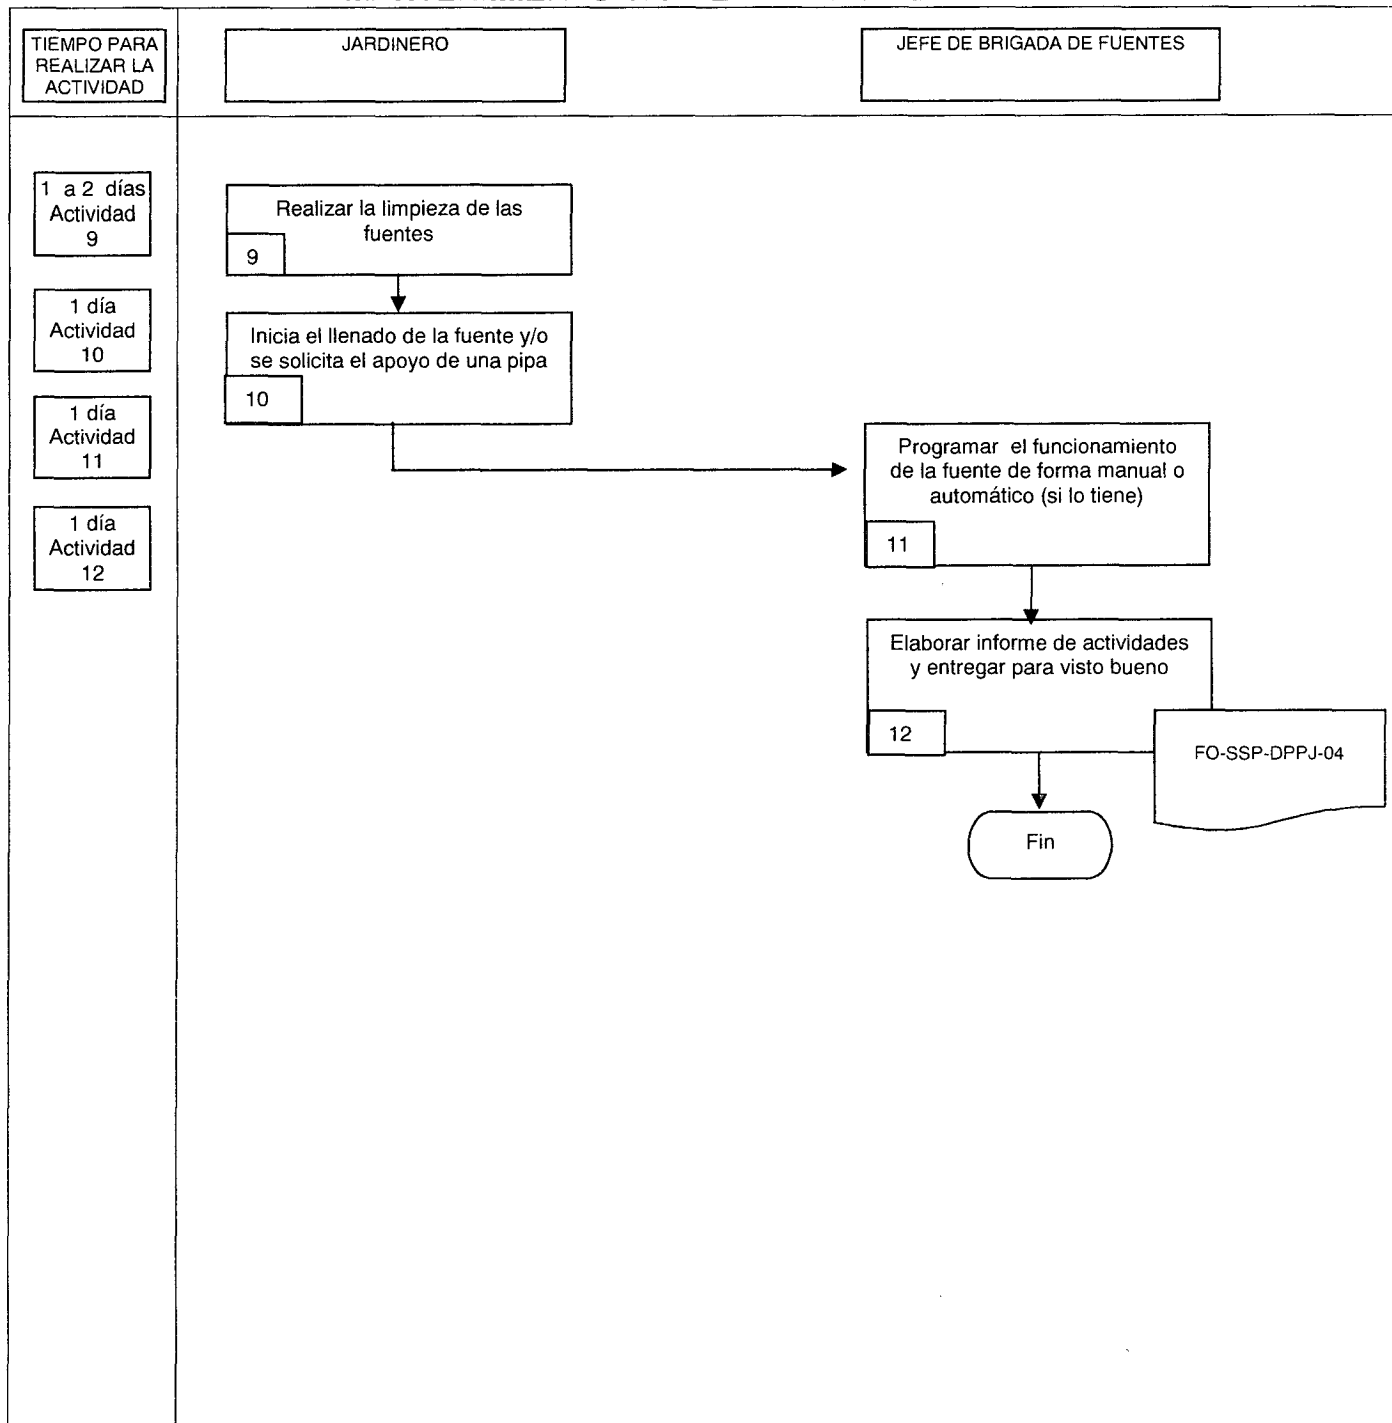 TIEMPO PARA
REALIZAR LA
ACTIVIDAD
JARDINERO
JEFE DE BRIGADA DE FUENTES
1 a 2 días
Actividad
9
Realizar la limpieza de las
fuentes
9
1 día
Actividad
10
Inicia el llenado de la fuente y/o
se solicita el apoyo de una pipa
10
1 día
Actividad
11
Programar el funcionamiento
de la fuente de forma manual o
automático (si lo tiene)
11
1 día
Actividad
12
Elaborar informe de actividades
y entregar para visto bueno
12
FO-SSP-DPPJ-04
Fin